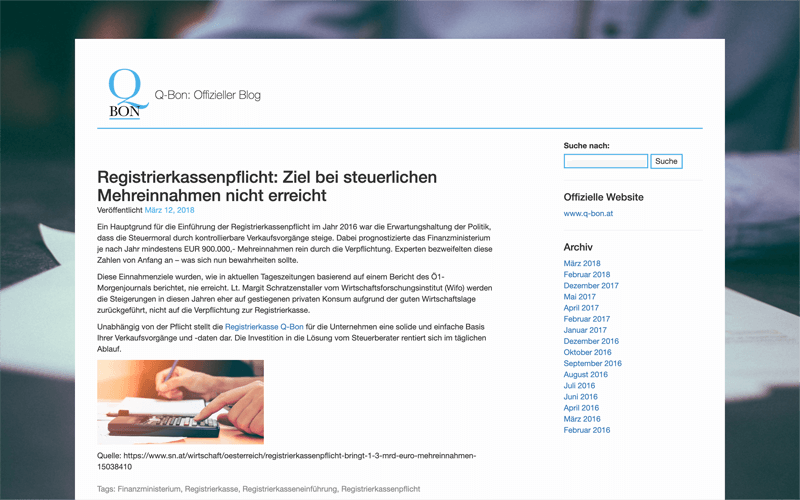 Q
BON
Q-Bon: Offizieller Blog
Registrierkassenpflicht: Ziel bei steuerlichen
Mehreinnahmen nicht erreicht
Veröffentlicht März 12, 2018
Ein Hauptgrund für die Einführung der Registrierkassenpflicht im Jahr 2016 war die Erwartungshaltung der Politik,
dass die Steuermoral durch kontrollierbare Verkaufsvorgänge steige. Dabei prognostizierte das Finanzministerium
je nach Jahr mindestens EUR 900.000,- Mehreinnahmen rein durch die Verpflichtung. Experten bezweifelten diese
Zahlen von Anfang an – was sich nun bewahrheiten sollte.
Diese Einnahmenziele wurden, wie in aktuellen Tageszeitungen basierend auf einem Bericht des Ö1-
Morgenjournals berichtet, nie erreicht. Lt. Margit Schratzenstaller vom Wirtschaftsforschungsinstitut (Wifo) werden
die Steigerungen in diesen Jahren eher auf gestiegenen privaten Konsum aufgrund der guten Wirtschaftslage
zurückgeführt, nicht auf die Verpflichtung zur Registrierkasse.
Unabhängig von der Pflicht stellt die Registrierkasse Q-Bon für die Unternehmen eine solide und einfache Basis
Ihrer Verkaufsvorgänge und -daten dar. Die Investition in die Lösung vom Steuerberater rentiert sich im täglichen
Ablauf.
Quelle: https://www.sn.at/wirtschaft/oesterreich/registrierkassenpflicht-bringt-1-3-mrd-euro-mehreinnahmen-
15038410
Tags: Finanzministerium, Registrierkasse, Registrierkasseneinführung, Registrierkassenpflicht
Suche nach:
Suche
Offizielle Website
www.q-bon.at
Archiv
März 2018
Februar 2018
Dezember 2017
Mai 2017
April 2017
Februar 2017
Januar 2017
Dezember 2016
Oktober 2016
September 2016
August 2016
Juli 2016
Juni 2016
April 2016
März 2016
Februar 2016